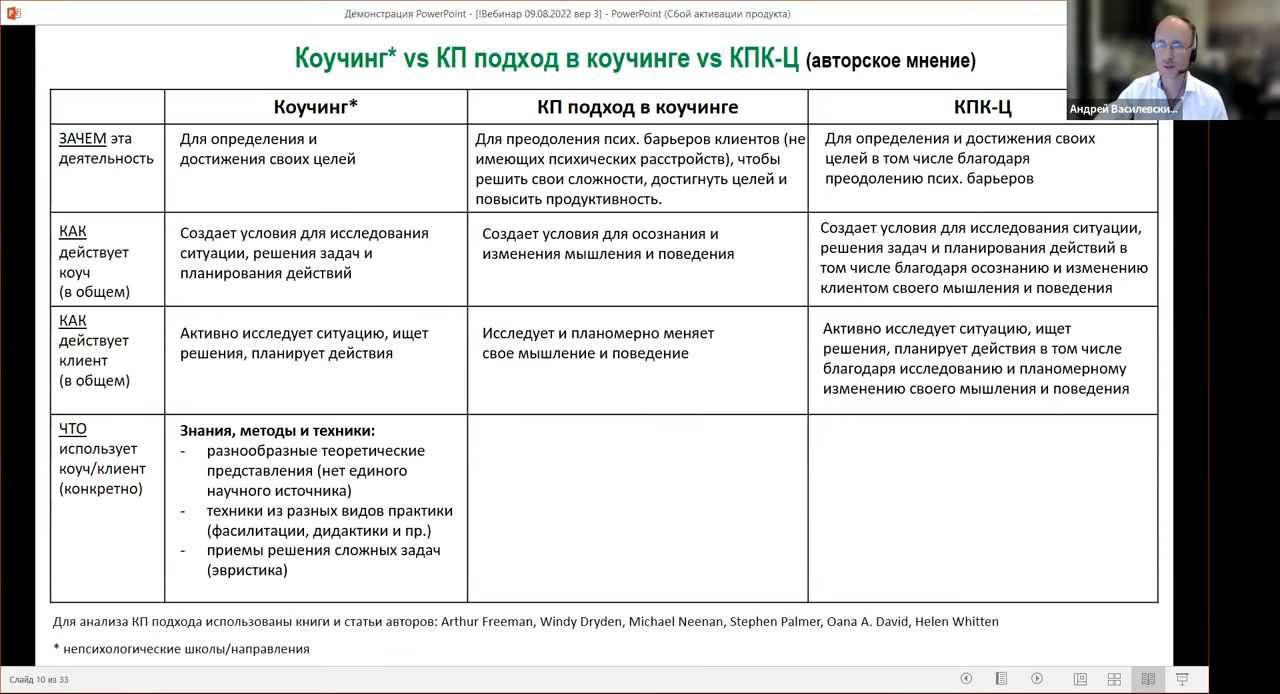 Демонстрация PowerPoint - [!Вебинар 09.08.2022 вер 3] - PowerPoint (Сбой активации продукта)
Коучинг* vs КП подход в коучинге vs КПК-Ц (авторское мнение)
Андрей Василевски...
Коучинг*
КП подход в коучинге
КПК-Ц
ЗАЧЕМ эта
деятельность
Для определения и
достижения своих целей
Для преодоления псих. барьеров клиентов (не
имеющих психических расстройств), чтобы
решить свои сложности, достигнуть целей и
повысить продуктивность.
Для определения и достижения своих
целей в том числе благодаря
преодолению псих. барьеров
КАК
действует
коуч
(в общем)
Создает условия для исследования
ситуации, решения задач и
планирования действий
Создает условия для осознания и
изменения мышления и поведения
Создает условия для исследования ситуации,
решения задач и планирования действий в
том числе благодаря осознанию и изменению
клиентом своего мышления и поведения
КАК
действует
клиент
(в общем)
Активно исследует ситуацию, ищет
решения, планирует действия
Исследует и планомерно меняет
свое мышление и поведение
Активно исследует ситуацию, ищет
решения, планирует действия в том числе
благодаря исследованию и планомерному
изменению своего мышления и поведения
ЧТО
использует
коуч/клиент
(конкретно)
Знания, методы и техники:
- разнообразные теоретические
представления (нет единого
научного источника)
- техники из разных видов практики
(фасилитации, дидактики и пр.)
- приемы решения сложных задач
(эвристика)
Для анализа КП подхода использованы книги и статьи авторов: Arthur Freeman, Windy Dryden, Michael Neenan, Stephen Palmer, Oana A. David, Helen Whitten
* непсихологические школы/направления
Слайд 10 из 33